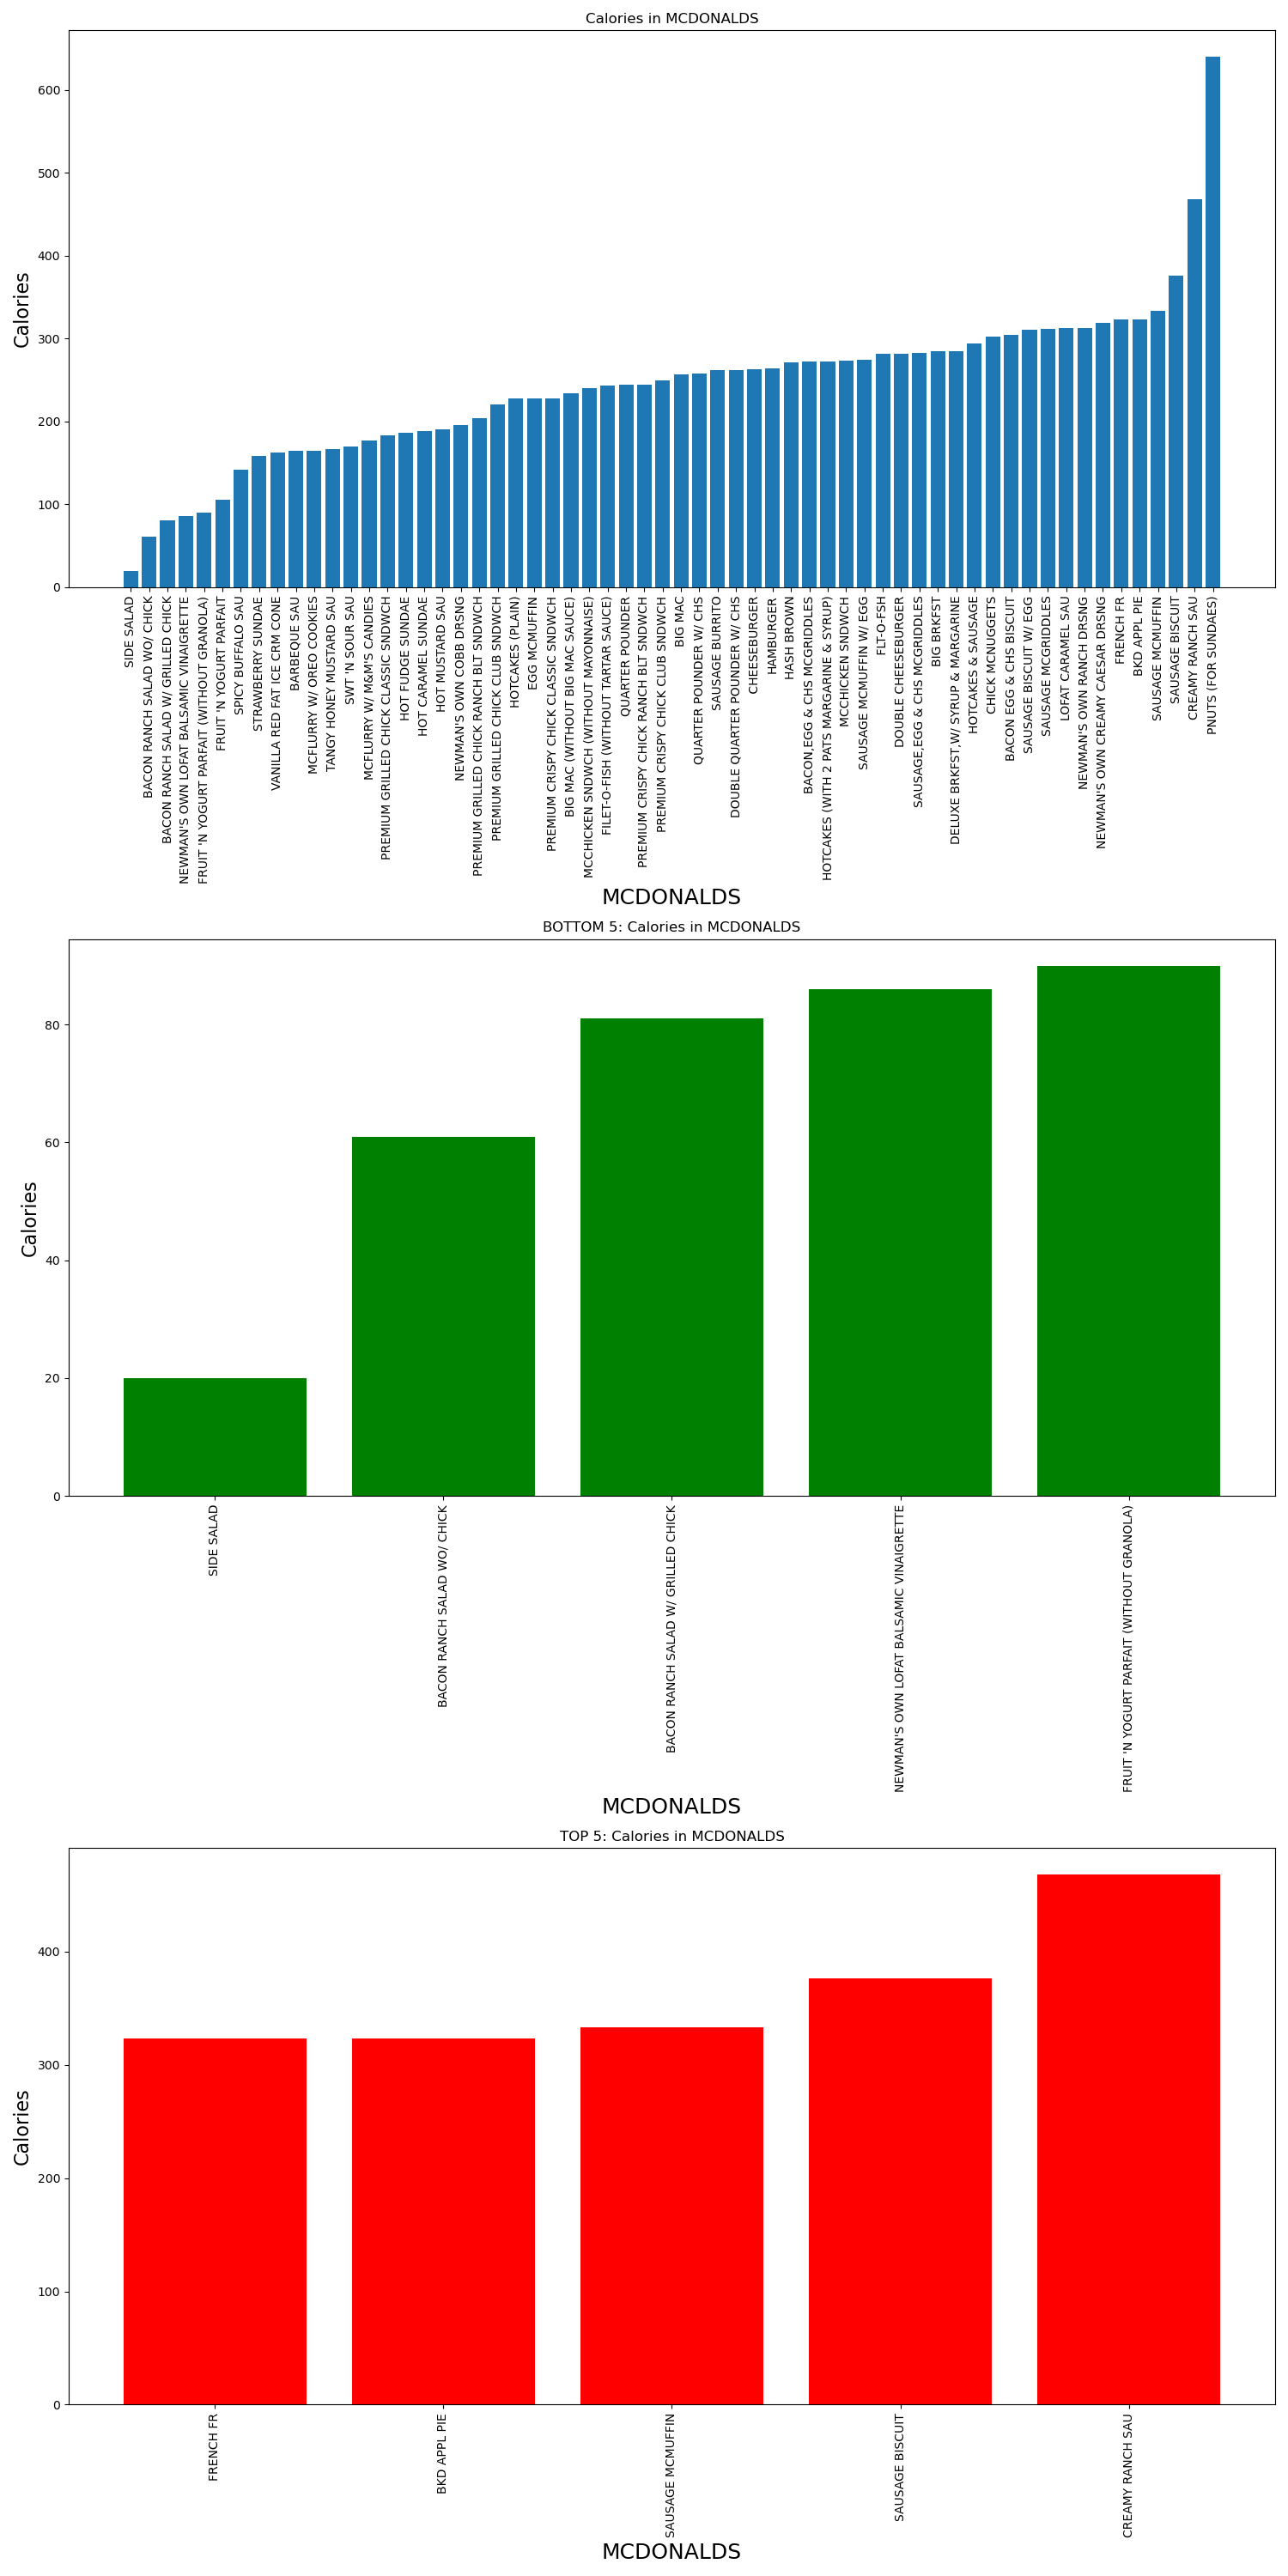 Calories in MCDONALDS
Calories
600
500
400
300
200
100
0
SIDE SALAD
BACON RANCH SALAD WO/ CHICK
BACON RANCH SALAD W/ GRILLED CHICK
NEWMAN'S OWN LOFAT BALSAMIC VINAIGRETTE
FRUIT 'N YOGURT PARFAIT (WITHOUT GRANOLA)
FRUIT 'N YOGURT PARFAIT
SPICY BUFFALO SAU
STRAWBERRY SUNDAE
VANILLA RED FAT ICE CRM CONE
BARBEQUE SAU
MCFLURRY W/ OREO COOKIES
TANGY HONEY MUSTARD SAU
SWT 'N SOUR SAU
MCFLURRY W/ M&M'S CANDIES
PREMIUM GRILLED CHICK CLASSIC SNDWCH
HOT FUDGE SUNDAE
HOT CARAMEL SUNDAE
HOT MUSTARD SAU
NEWMAN'S OWN COBB DRSNG
PREMIUM GRILLED CHICK RANCH BLT SNDWCH
PREMIUM GRILLED CHICK CLUB SNDWCH
HOTCAKES (PLAIN)
EGG MCMUFFIN
PREMIUM CRISPY CHICK CLASSIC SNDWCH
BIG MAC (WITHOUT BIG MAC SAUCE)
MCCHICKEN SNDWCH (WITHOUT MAYONNAISE)
FILET-O-FISH (WITHOUT TARTAR SAUCE)
QUARTER POUNDER
PREMIUM CRISPY CHICK RANCH BLT SNDWCH
PREMIUM CRISPY CHICK CLUB SNDWCH
BIG MAC
QUARTER POUNDER W/ CHS
SAUSAGE BURRITO
DOUBLE QUARTER POUNDER W/ CHS
CHEESEBURGER
HAMBURGER
HASH BROWN
BACON,EGG & CHS MCGRIDDLES
HOTCAKES (WITH 2 PATS MARGARINE & SYRUP)
MCCHICKEN SNDWCH
SAUSAGE MCMUFFIN W/ EGG
FLT-O-FSH
DOUBLE CHEESEBURGER
SAUSAGE,EGG & CHS MCGRIDDLES
BIG BRKFST
DELUXE BRKFST,W/ SYRUP & MARGARINE
HOTCAKES & SAUSAGE
CHICK MCNUGGETS
BACON EGG & CHS BISCUIT
SAUSAGE BISCUIT W/ EGG
SAUSAGE MCGRIDDLES
LOFAT CARAMEL SAU
NEWMAN'S OWN RANCH DRSNG
NEWMAN'S OWN CREAMY CAESAR DRSNG
FRENCH FR
BKD APPL PIE
SAUSAGE MCMUFFIN
SAUSAGE BISCUIT
CREAMY RANCH SAU
PNUTS (FOR SUNDAES)
MCDONALDS
BOTTOM 5: Calories in MCDONALDS
Calories
80
60
40
20
0
SIDE SALAD
BACON RANCH SALAD WO/ CHICK
BACON RANCH SALAD W/ GRILLED CHICK
NEWMAN'S OWN LOFAT BALSAMIC VINAIGRETTE
FRUIT 'N YOGURT PARFAIT (WITHOUT GRANOLA)
MCDONALDS
TOP 5: Calories in MCDONALDS
Calories
400
300
200
100
0
FRENCH FR
BKD APPL PIE
SAUSAGE MCMUFFIN
SAUSAGE BISCUIT
CREAMY RANCH SAU
MCDONALDS